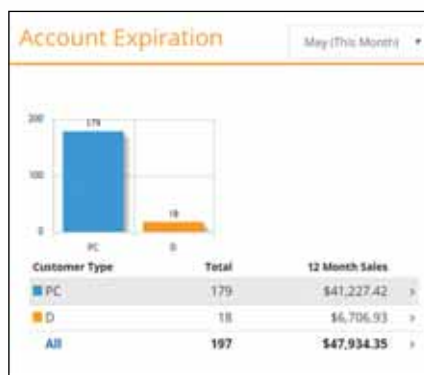 Account Expiration
May (This Month)
200
179
100
18
0
PC D
Customer Type Total 12 Month Sales
PC 179 $41,227.42 >
D 18 $6,706.93 >
All 197 $47,934.35 >